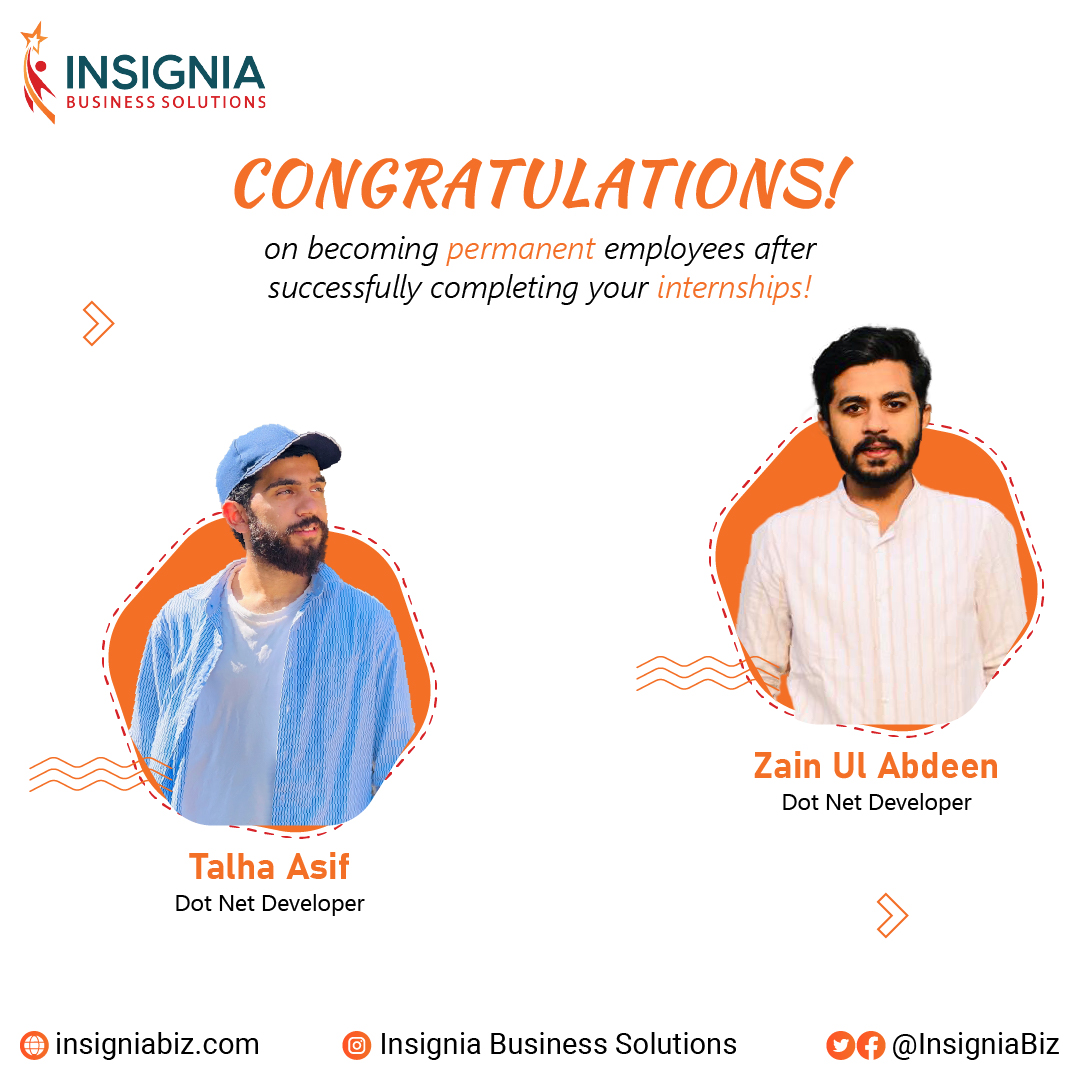 INSIGNIA
BUSINESS SOLUTIONS
CONGRATULATIONS!
on becoming permanent employees after
successfully completing your internships!
Talha Asif
Dot Net Developer
Zain Ul Abdeen
Dot Net Developer
insigniabiz.com
Insignia Business Solutions
@InsigniaBiz